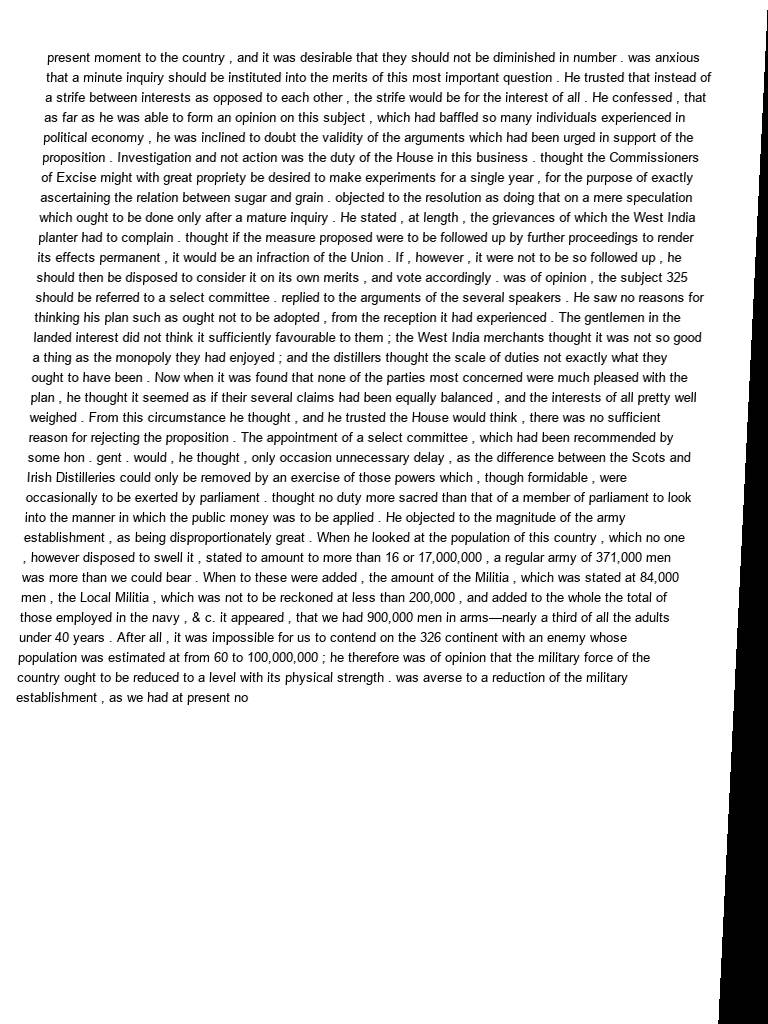 present moment to the country , and it was desirable that they should not be diminished in number . was anxious
that a minute inquiry should be instituted into the merits of this most important question . He trusted that instead of
a strife between interests as opposed to each other , the strife would be for the interest of all . He confessed , that
as far as he was able to form an opinion on this subject , which had baffled so many individuals experienced in
political economy , he was inclined to doubt the validity of the arguments which had been urged in support of the
proposition . Investigation and not action was the duty of the House in this business . thought the Commissioners
of Excise might with great propriety be desired to make experiments for a single year , for the purpose of exactly
ascertaining the relation between sugar and grain . objected to the resolution as doing that on a mere speculation
which ought to be done only after a mature inquiry . He stated , at length , the grievances of which the West India
planter had to complain . thought if the measure proposed were to be followed up by further proceedings to render
its effects permanent , it would be an infraction of the Union . If , however , it were not to be so followed up , he
should then be disposed to consider it on its own merits , and vote accordingly . was of opinion , the subject 325
should be referred to a select committee . replied to the arguments of the several speakers . He saw no reasons for
thinking his plan such as ought not to be adopted , from the reception it had experienced . The gentlemen in the
landed interest did not think it sufficiently favourable to them ; the West India merchants thought it was not so good
a thing as the monopoly they had enjoyed ; and the distillers thought the scale of duties not exactly what they
ought to have been . Now when it was found that none of the parties most concerned were much pleased with the
plan , he thought it seemed as if their several claims had been equally balanced , and the interests of all pretty well
weighed . From this circumstance he thought , and he trusted the House would think , there was no sufficient
reason for rejecting the proposition . The appointment of a select committee , which had been recommended by
some hon . gent . would , he thought , only occasion unnecessary delay , as the difference between the Scots and
Irish Distilleries could only be removed by an exercise of those powers which , though formidable , were
occasionally to be exerted by parliament . thought no duty more sacred than that of a member of parliament to look
into the manner in which the public money was to be applied . He objected to the magnitude of the army
establishment , as being disproportionately great . When he looked at the population of this country , which no one
, however disposed to swell it , stated to amount to more than 16 or 17,000,000 , a regular army of 371,000 men
was more than we could bear . When to these were added , the amount of the Militia , which was stated at 84,000
men , the Local Militia , which was not to be reckoned at less than 200,000 , and added to the whole the total of
those employed in the navy , & c. it appeared , that we had 900,000 men in arms—nearly a third of all the adults
under 40 years . After all , it was impossible for us to contend on the 326 continent with an enemy whose
population was estimated at from 60 to 100,000,000 ; he therefore was of opinion that the military force of the
country ought to be reduced to a level with its physical strength . was averse to a reduction of the military
establishment , as we had at present no